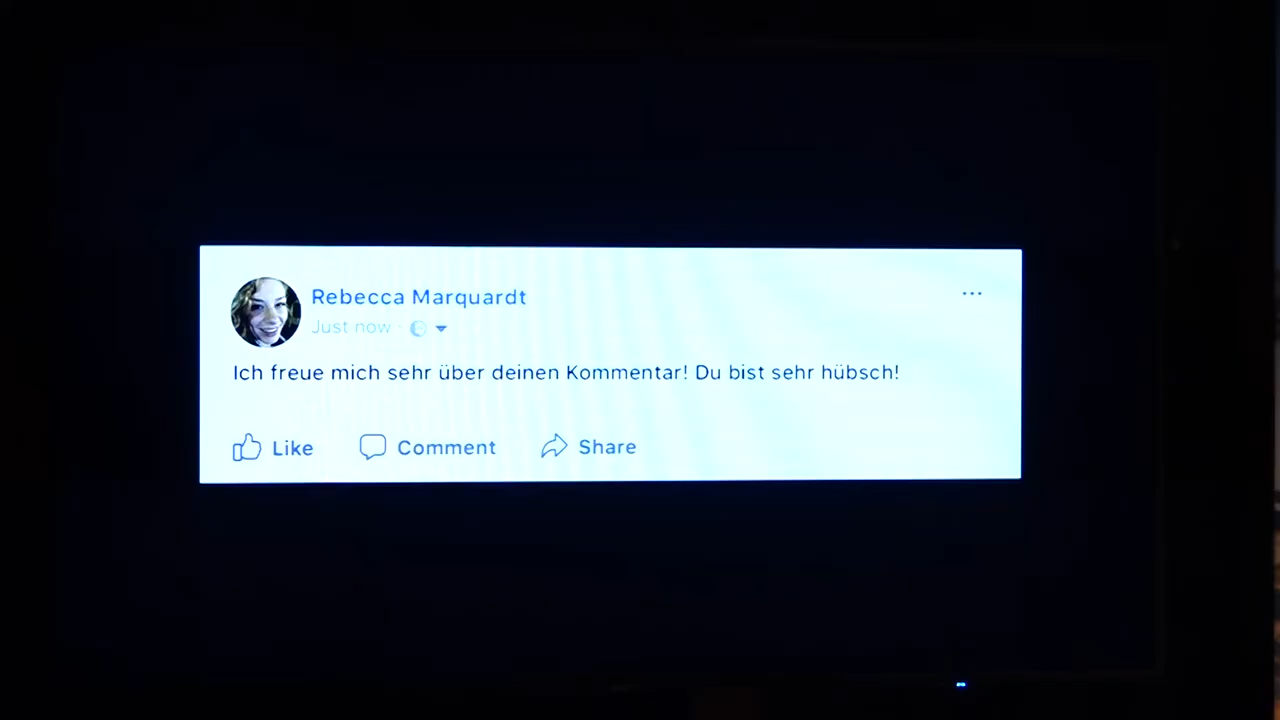 Rebecca Marquardt
Just now ·
Ich freue mich sehr über deinen Kommentar! Du bist sehr hübsch!
Like Comment Share